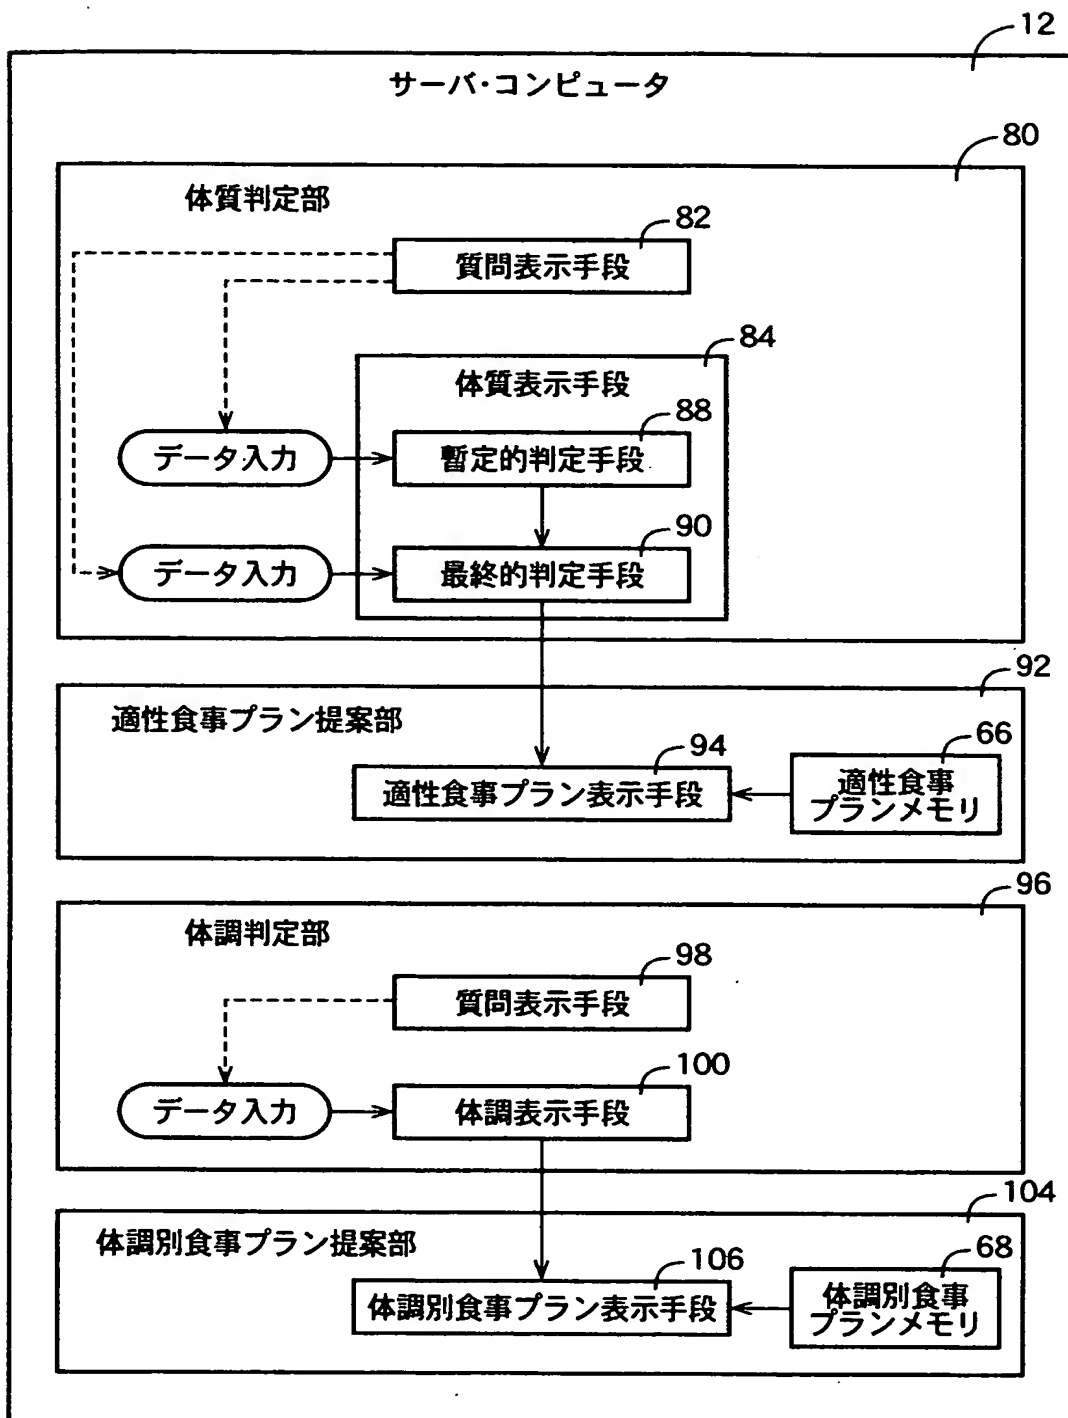 12
サーバ・コンピュータ
80
体質判定部
82
質問表示手段
84
体質表示手段
88
データ入力
暫定的判定手段
90
データ入力
最終的判定手段
92
適性食事プラン提案部
94
66
適性食事プラン表示手段
適性食事
プランメモリ
96
体調判定部
98
質問表示手段
100
データ入力
体調表示手段
104
体調別食事プラン提案部
106
68
体調別食事プラン表示手段
体調別食事
プランメモリ